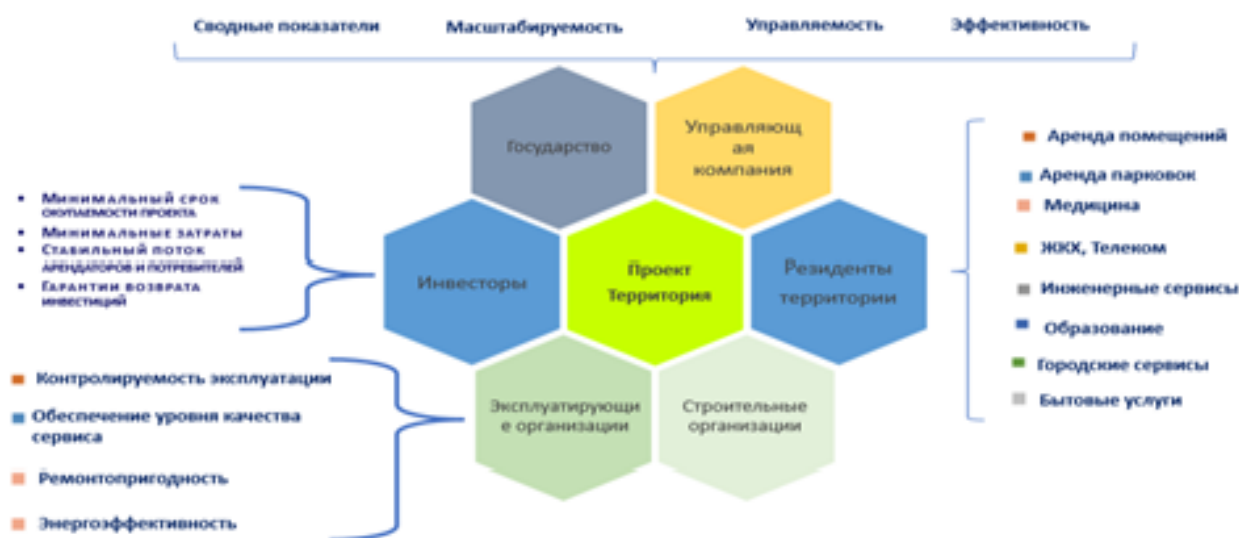 Сводные показатели Масштабируемость Управляемость Эффективность
Государство
Управляющ
ая
компания
Минимальный срок
окупаемости проекта
Минимальные затраты
Стабильный поток
арендаторов и потребителей
Гарантии возврата
инвестиций
Инвесторы
Проект
Территория
Резиденты
территории
Аренда помещений
Аренда парковок
Медицина
ЖКХ, Телеком
Инженерные сервисы
Образование
Городские сервисы
Бытовые услуги
Контролируемость эксплуатации
Обеспечение уровня качества
сервиса
Ремонтопригодность
Энергоэффективность
Эксплуатирующи
е организации
Строительные
организации